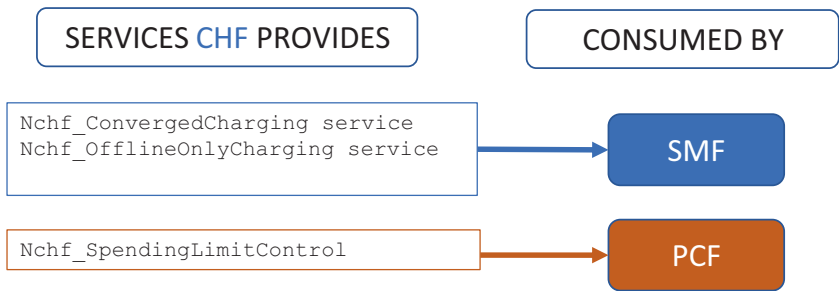 SERVICES CHF PROVIDES
CONSUMED BY
Nchf_ConvergedCharging service
Nchf_OfflineOnlyCharging service
SMF
Nchf_SpendingLimitControl
PCF